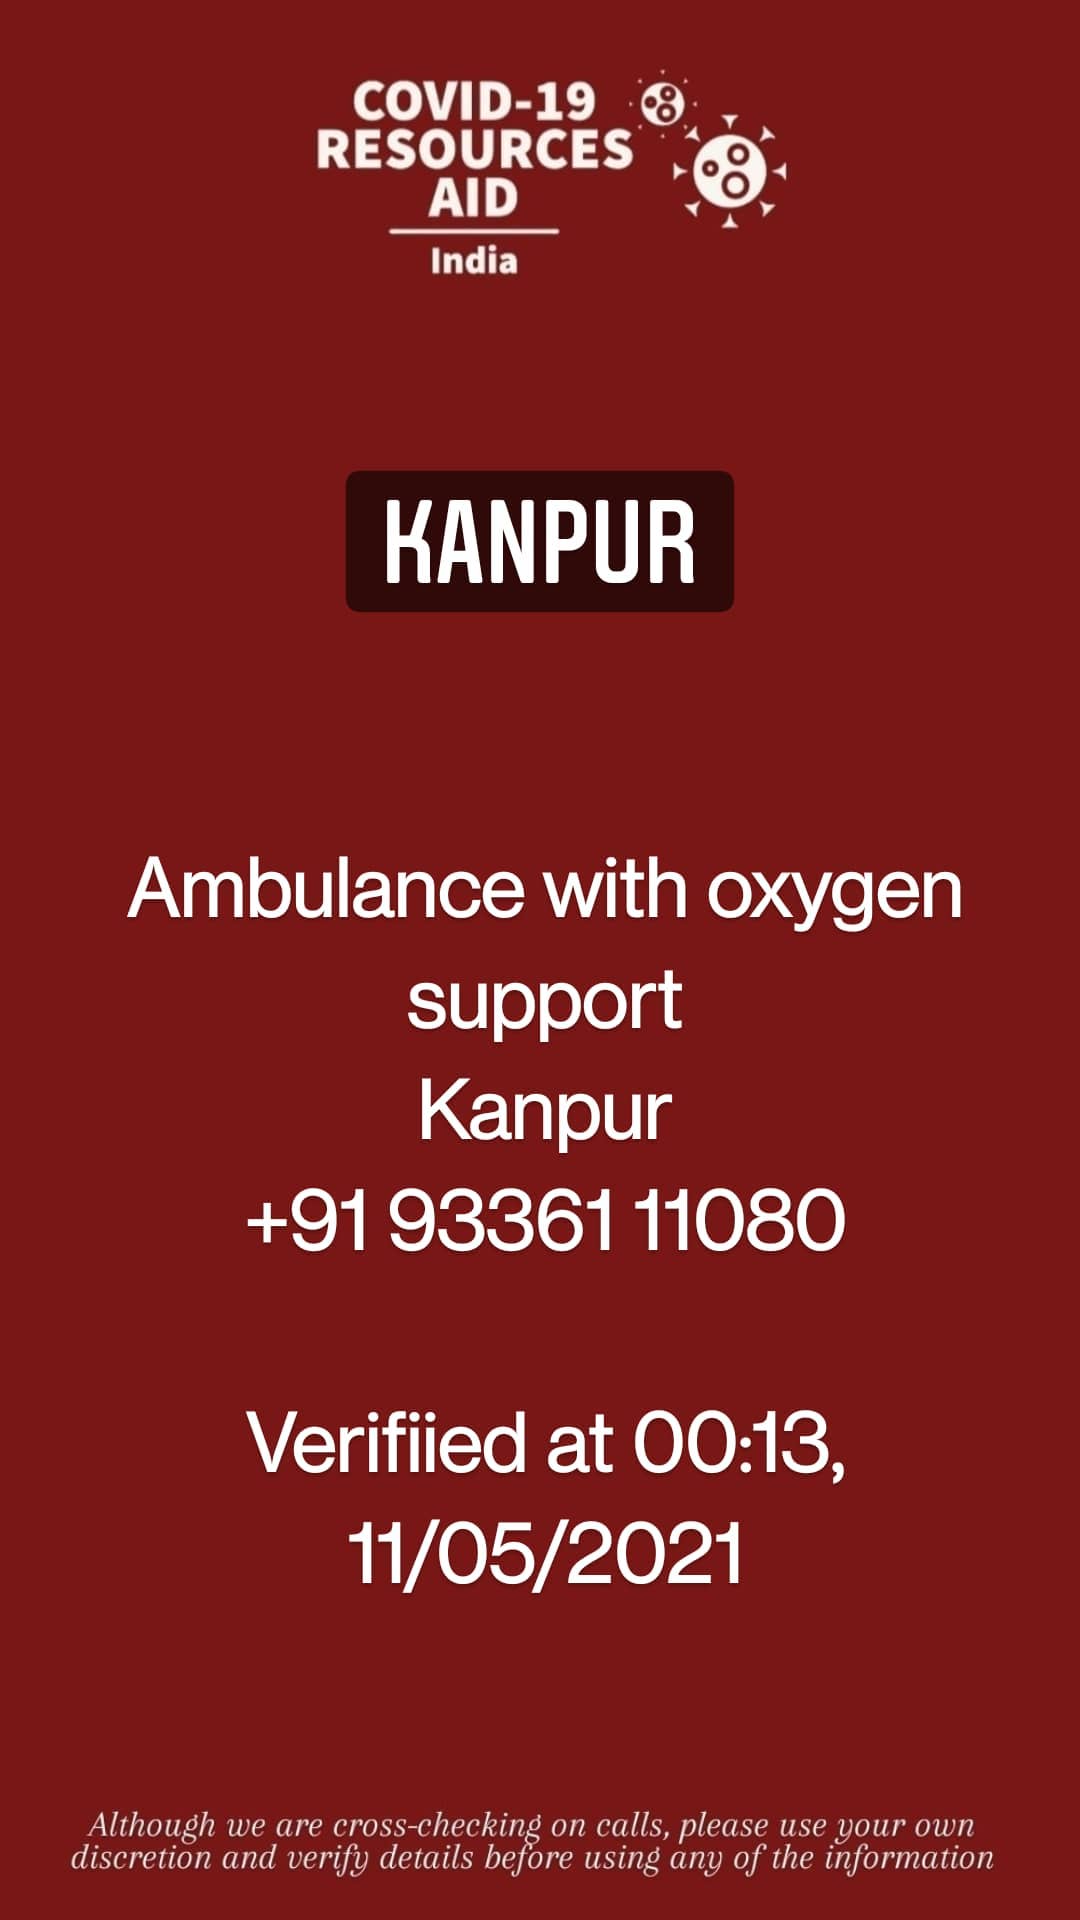 COVID-19
RESOURCES
AID
India
KANPUR
Ambulance with oxygen
support
Kanpur
+91 93361 11080
Verifiied at 00:13,
11/05/2021
Although we are cross-checking on calls, please use your own
discretion and verify details before using any of the information